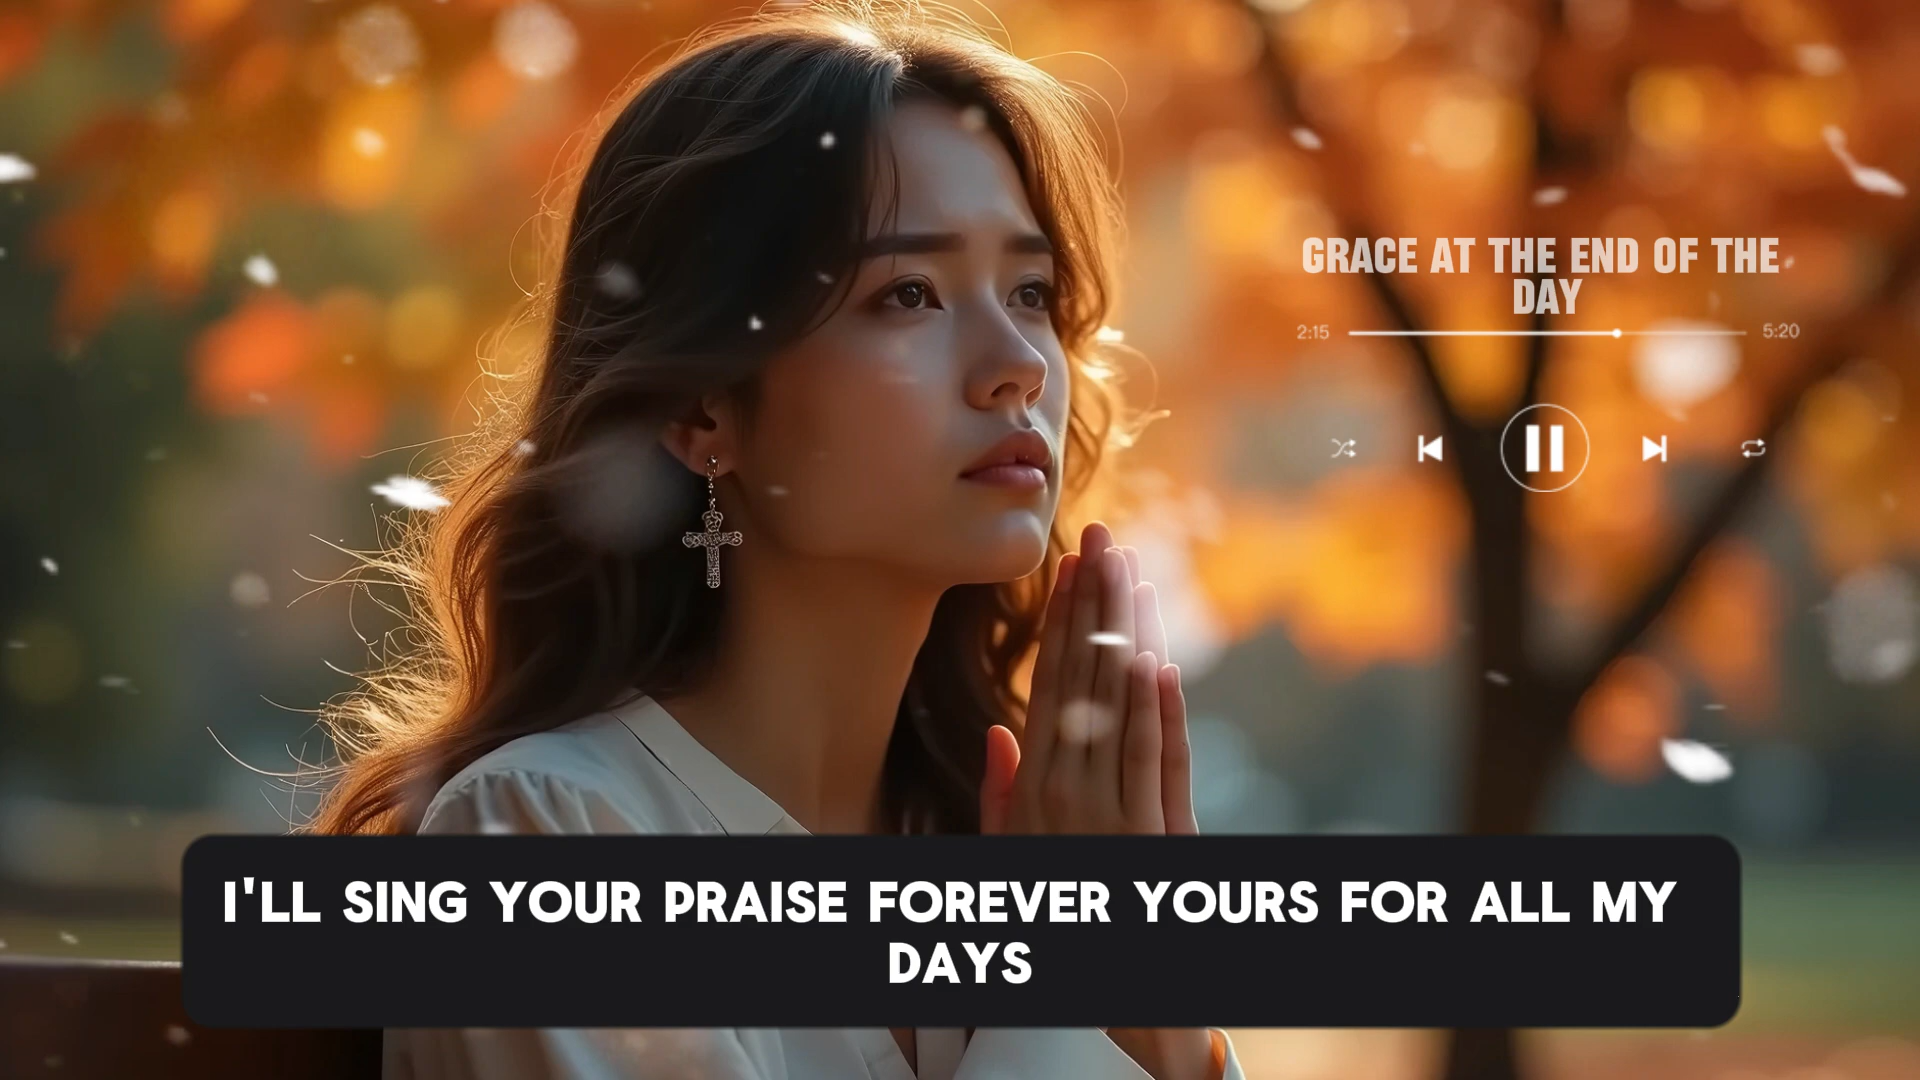 GRACE AT THE END OF THE
DAY
2:15
5:20
I'LL SING YOUR PRAISE FOREVER YOURS FOR ALL MY
DAYS